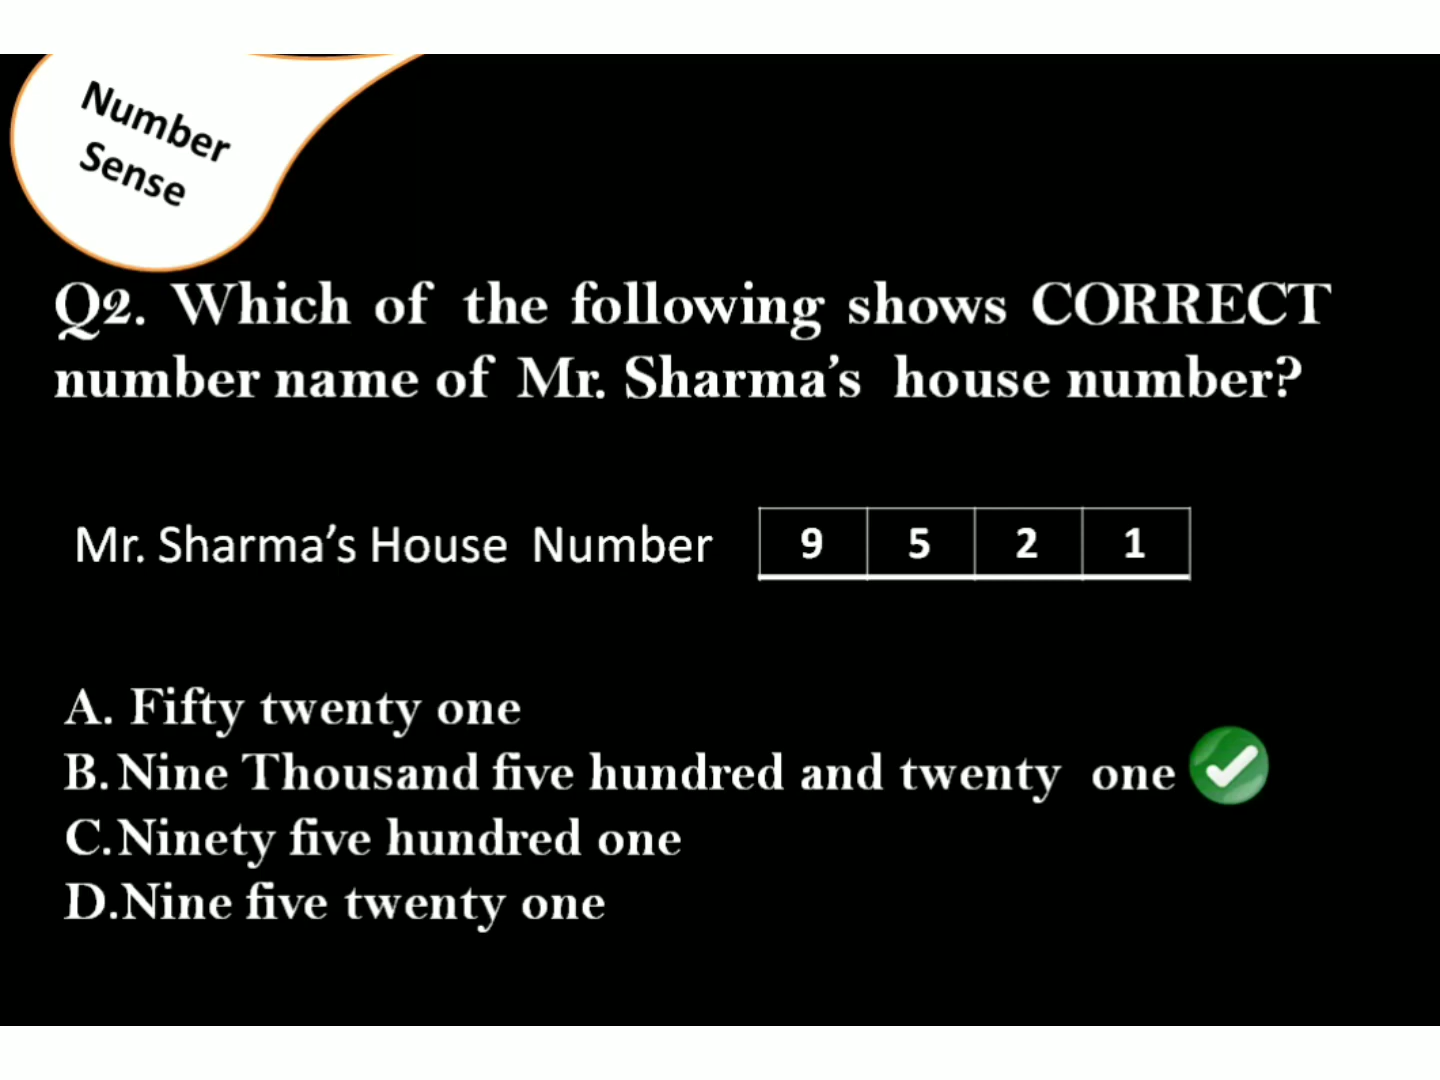 Number
Sense
Q2. Which of the following shows CORRECT
number name of Mr. Sharma’s house number?
Mr. Sharma’s House Number 9 5 2 1
A. Fifty twenty one
B. Nine Thousand five hundred and twenty one
C. Ninety five hundred one
D. Nine five twenty one